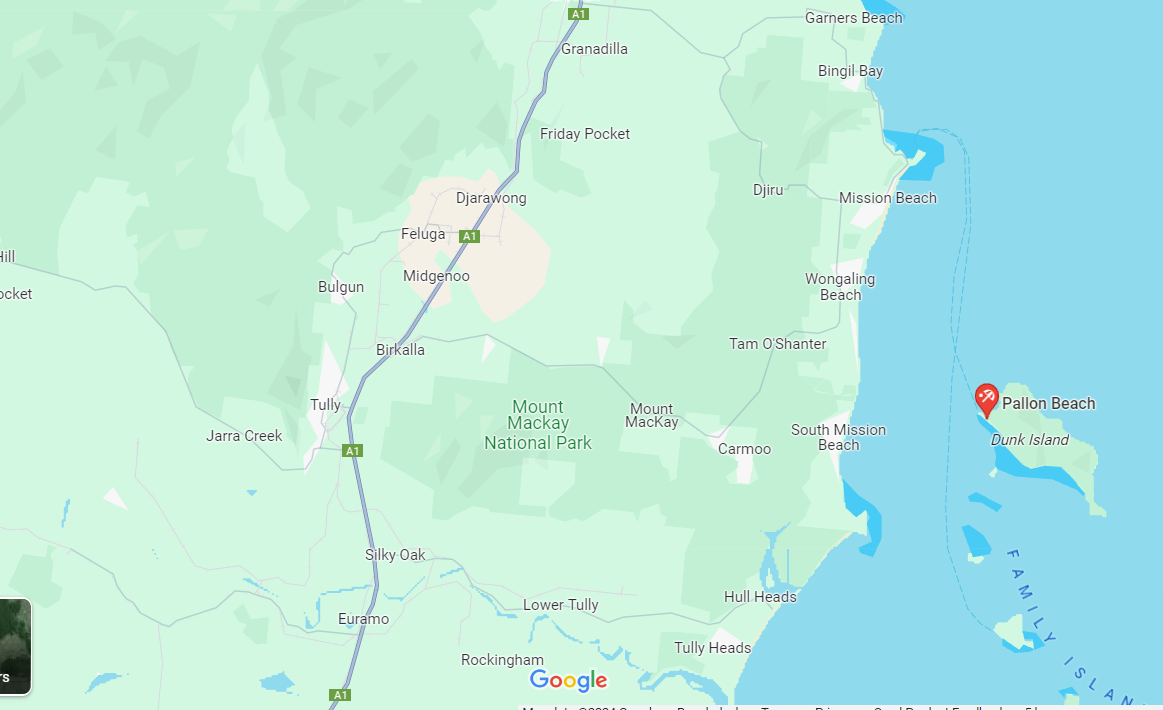 A1
Garners Beach
Granadilla
Bingil Bay
Friday Pocket
Djiru
Djarawong
Mission Beach
Feluga
A1
Hill
Midgenoo
Wongaling
Beach
Bulgun
ocket
Birkalla
Tam O'Shanter
Tully
Mount
Mackay
National Park
Mount
MacKay
Pallon Beach
Jarra Creek
South Mission
Beach
Dunk Island
A1
Carmoo
Silky Oak
FAMILY ISLAN
Hull Heads
Lower Tully
Euramo
Tully Heads
Rockingham
rs
Google
A1